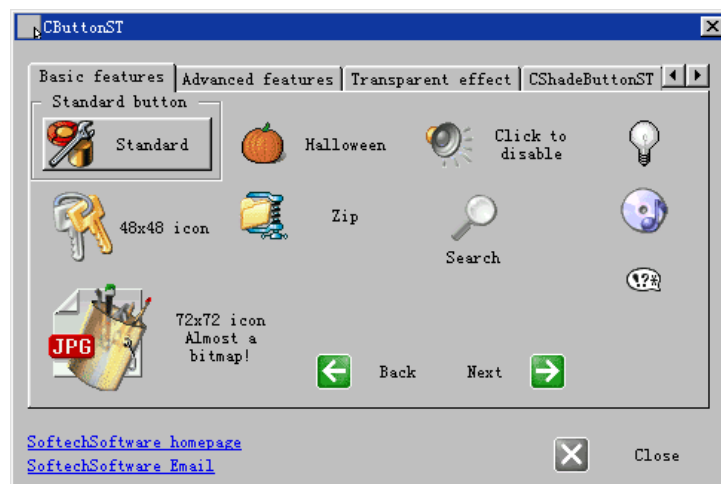 CButtonST
Basic features Advanced features Transparent effect CShadeButtonST
Standard button
Standard Halloween Click to
disable
48x48 icon Zip
Search
!?*
72x72 icon
Almost a
bitmap!
JPG
Back Next
SoftechSoftware homepage
SoftechSoftware Email
Close